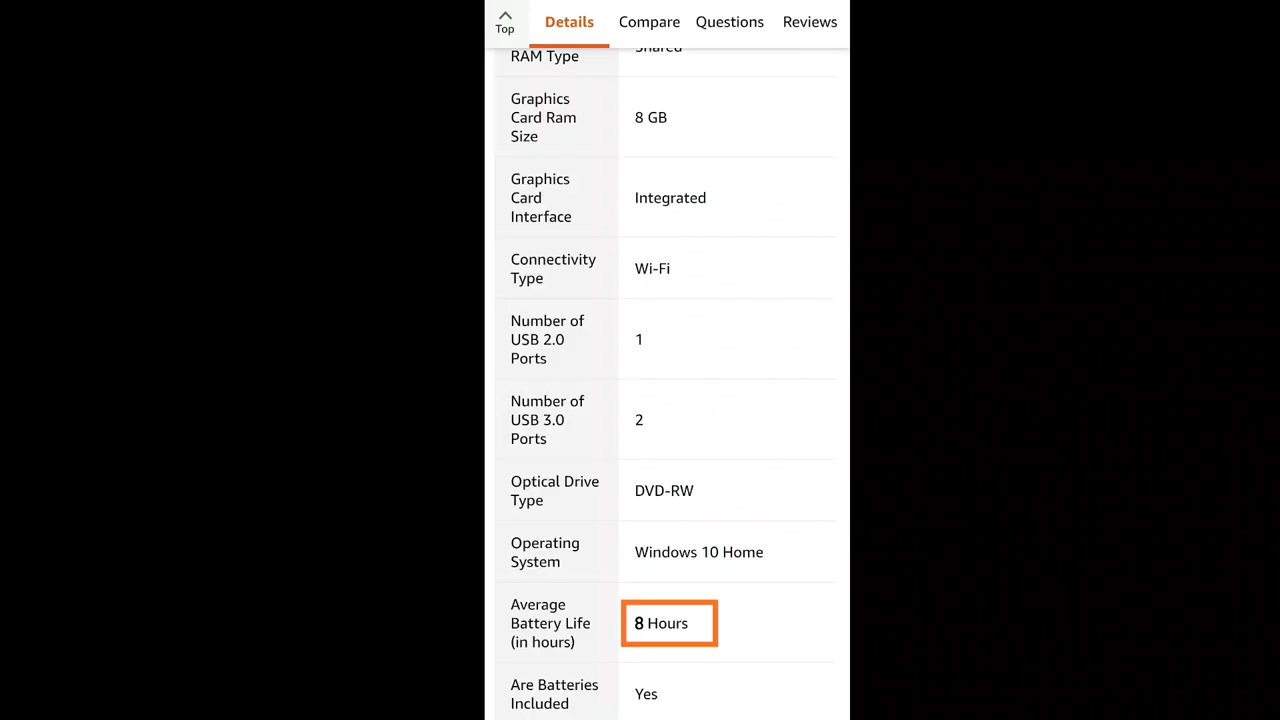 Top
Details Compare Questions Reviews
Shared
RAM Type
Graphics
Card Ram
Size
8 GB
Graphics
Card
Interface
Integrated
Connectivity
Type
Wi-Fi
Number of
USB 2.0
Ports
1
Number of
USB 3.0
Ports
2
Optical Drive
Type
DVD-RW
Operating
System
Windows 10 Home
Average
Battery Life
(in hours)
8 Hours
Are Batteries
Included
Yes